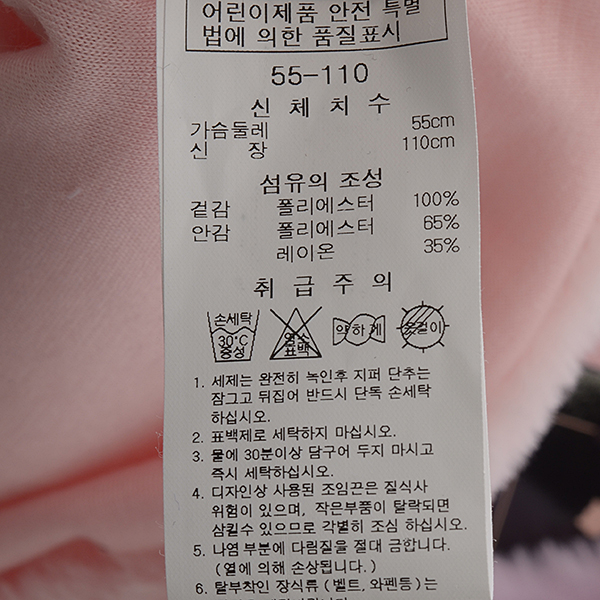 어린이제품 안전 특별
법에 의한 품질표시
55-110
신 체 치 수
가슴둘레 55cm
신 장 110cm
섬유의 조성
겉감 폴리에스터 100%
안감 폴리에스터 65%
레이온 35%
취 급 주 의
손세탁 30°C 중성
염소 표백
약하게
옷걸이
1. 세제는 완전히 녹인후 지퍼 단추는
잠그고 뒤집어 반드시 단독 손세탁
하십시오.
2. 표백제로 세탁하지 마십시오.
3. 물에 30분이상 담구어 두지 마시고
즉시 세탁하십시오.
4. 디자인상 사용된 조임끈은 질식사
위험이 있으며, 작은부품이 탈락되면
삼킬수 있으므로 각별히 조심 하십시오.
5. 나염 부분에 다림질을 절대 금합니다.
(열에 의해 손상됩니다.)
6. 탈부착인 장식류 (벨트, 와펜등)는